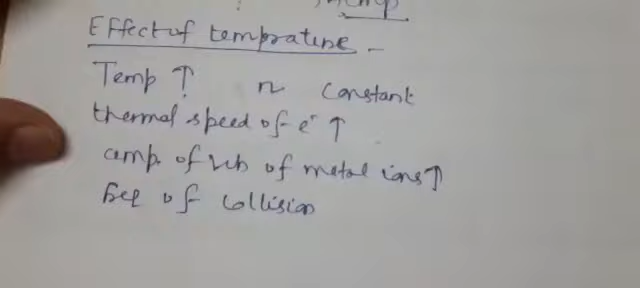 Effect of temprature -
Temp ↑ n constant
thermal speed of e⁻ ↑
amp. of vib of metal ions ↑
freq of collision